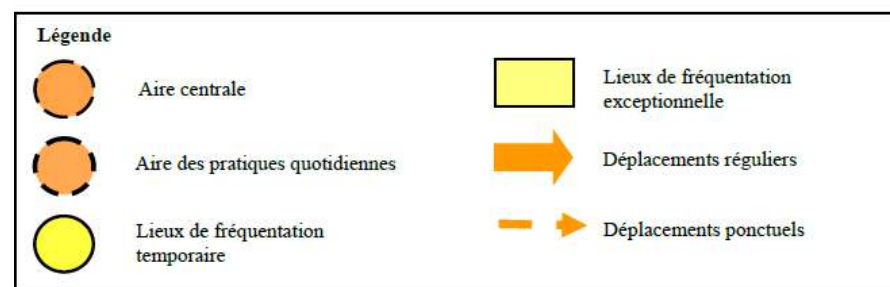 Légende
Aire centrale
Aire des pratiques quotidiennes
Lieux de fréquentation
temporaire
Lieux de fréquentation
exceptionnelle
Déplacements réguliers
Déplacements ponctuels